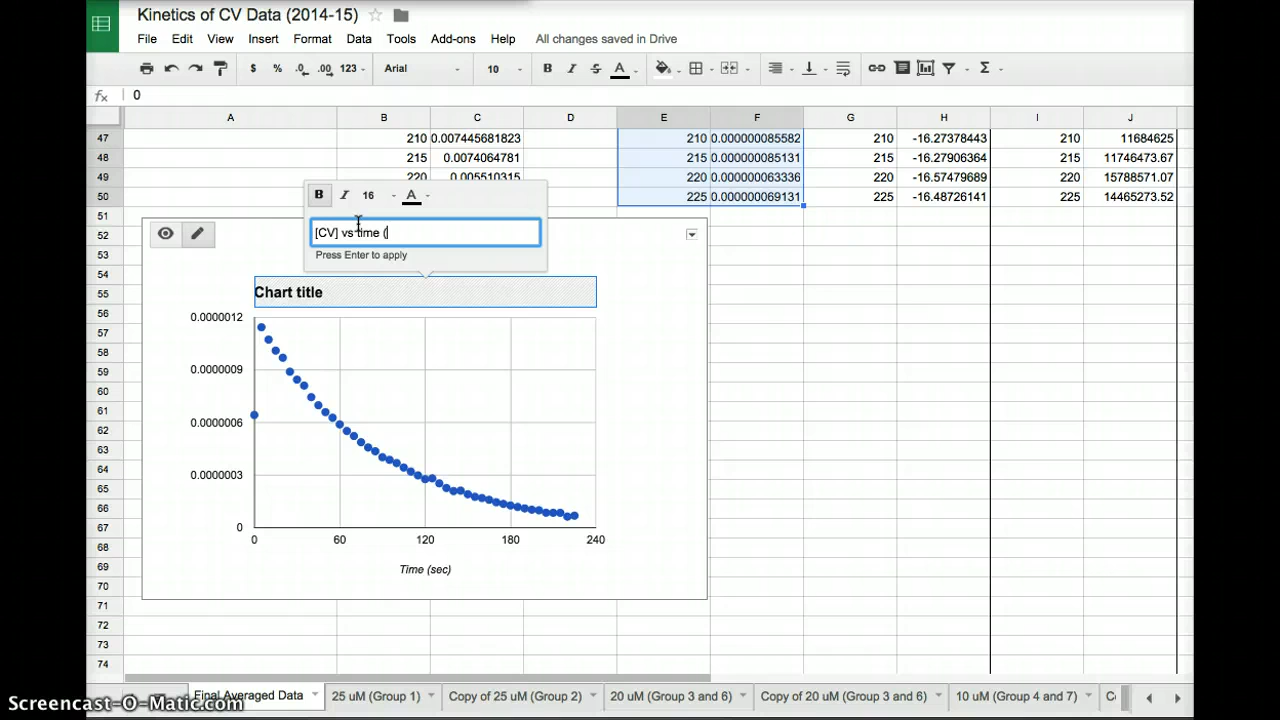 Kinetics of CV Data (2014-15)
File Edit View Insert Format Data Tools Add-ons Help All changes saved in Drive
$ % .0 .00 123 Arial 10 B I S A Σ
fx 0
A B C D E F G H I J
47 210 0.007445681823 210 0.000000085582 210 -16.27378443 210 11684625
48 215 0.0074064781 215 0.000000085131 215 -16.27906364 215 11746473.67
49 220 0.005510315 220 0.000000063336 220 -16.57479689 220 15788571.07
50 225 0.000000069131 225 -16.48726141 225 14465273.52
B I 16 A
51
52
[CV] vs time (
53
Press Enter to apply
54
55
Chart title
56
57
58
59
60
61
62
63
64
65
66
67
68
69
70
71
72
73
74
0.0000012
0.0000009
0.0000006
0.0000003
0
0 60 120 180 240
Time (sec)
Final Averaged Data 25 uM (Group 1) Copy of 25 uM (Group 2) 20 uM (Group 3 and 6) Copy of 20 uM (Group 3 and 6) 10 uM (Group 4 and 7)
Screencast-O-Matic.com